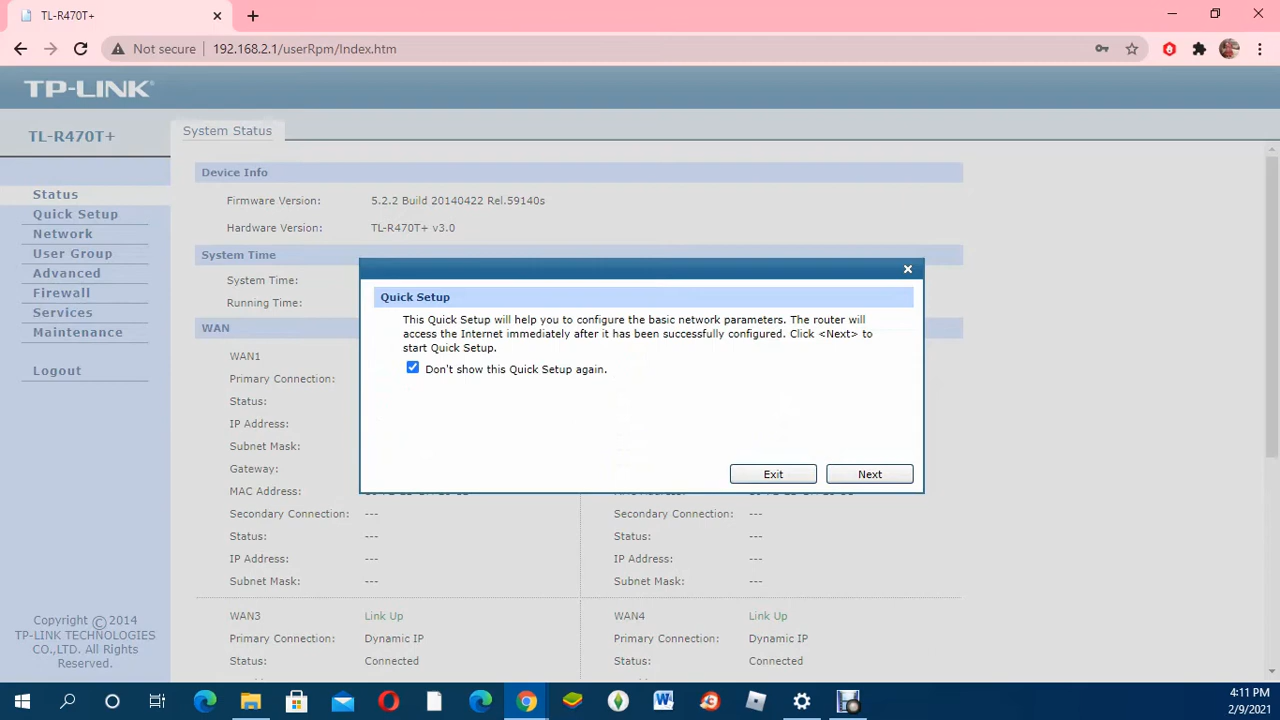 TL-R470T+
Not secure
192.168.2.1/userRpm/Index.htm
TP-LINK
TL-R470T+
System Status
Status
Quick Setup
Network
User Group
Advanced
Firewall
Services
Maintenance
Logout
Device Info
Firmware Version: 5.2.2 Build 20140422 Rel.59140s
Hardware Version: TL-R470T+ v3.0
System Time
System Time:
Running Time:
WAN
WAN1
Primary Connection:
Status:
IP Address:
Subnet Mask:
Gateway:
MAC Address:
Secondary Connection: ---
Status: ---
IP Address: ---
Subnet Mask: ---
Secondary Connection: ---
Status: ---
IP Address: ---
Subnet Mask: ---
WAN3 Link Up
Primary Connection: Dynamic IP
Status: Connected
WAN4 Link Up
Primary Connection: Dynamic IP
Status: Connected
Quick Setup
This Quick Setup will help you to configure the basic network parameters. The router will
access the Internet immediately after it has been successfully configured. Click <Next> to
start Quick Setup.
Don't show this Quick Setup again.
Exit
Next
Copyright © 2014
TP-LINK TECHNOLOGIES
CO.,LTD. All Rights
Reserved.
4:11 PM
2/9/2021